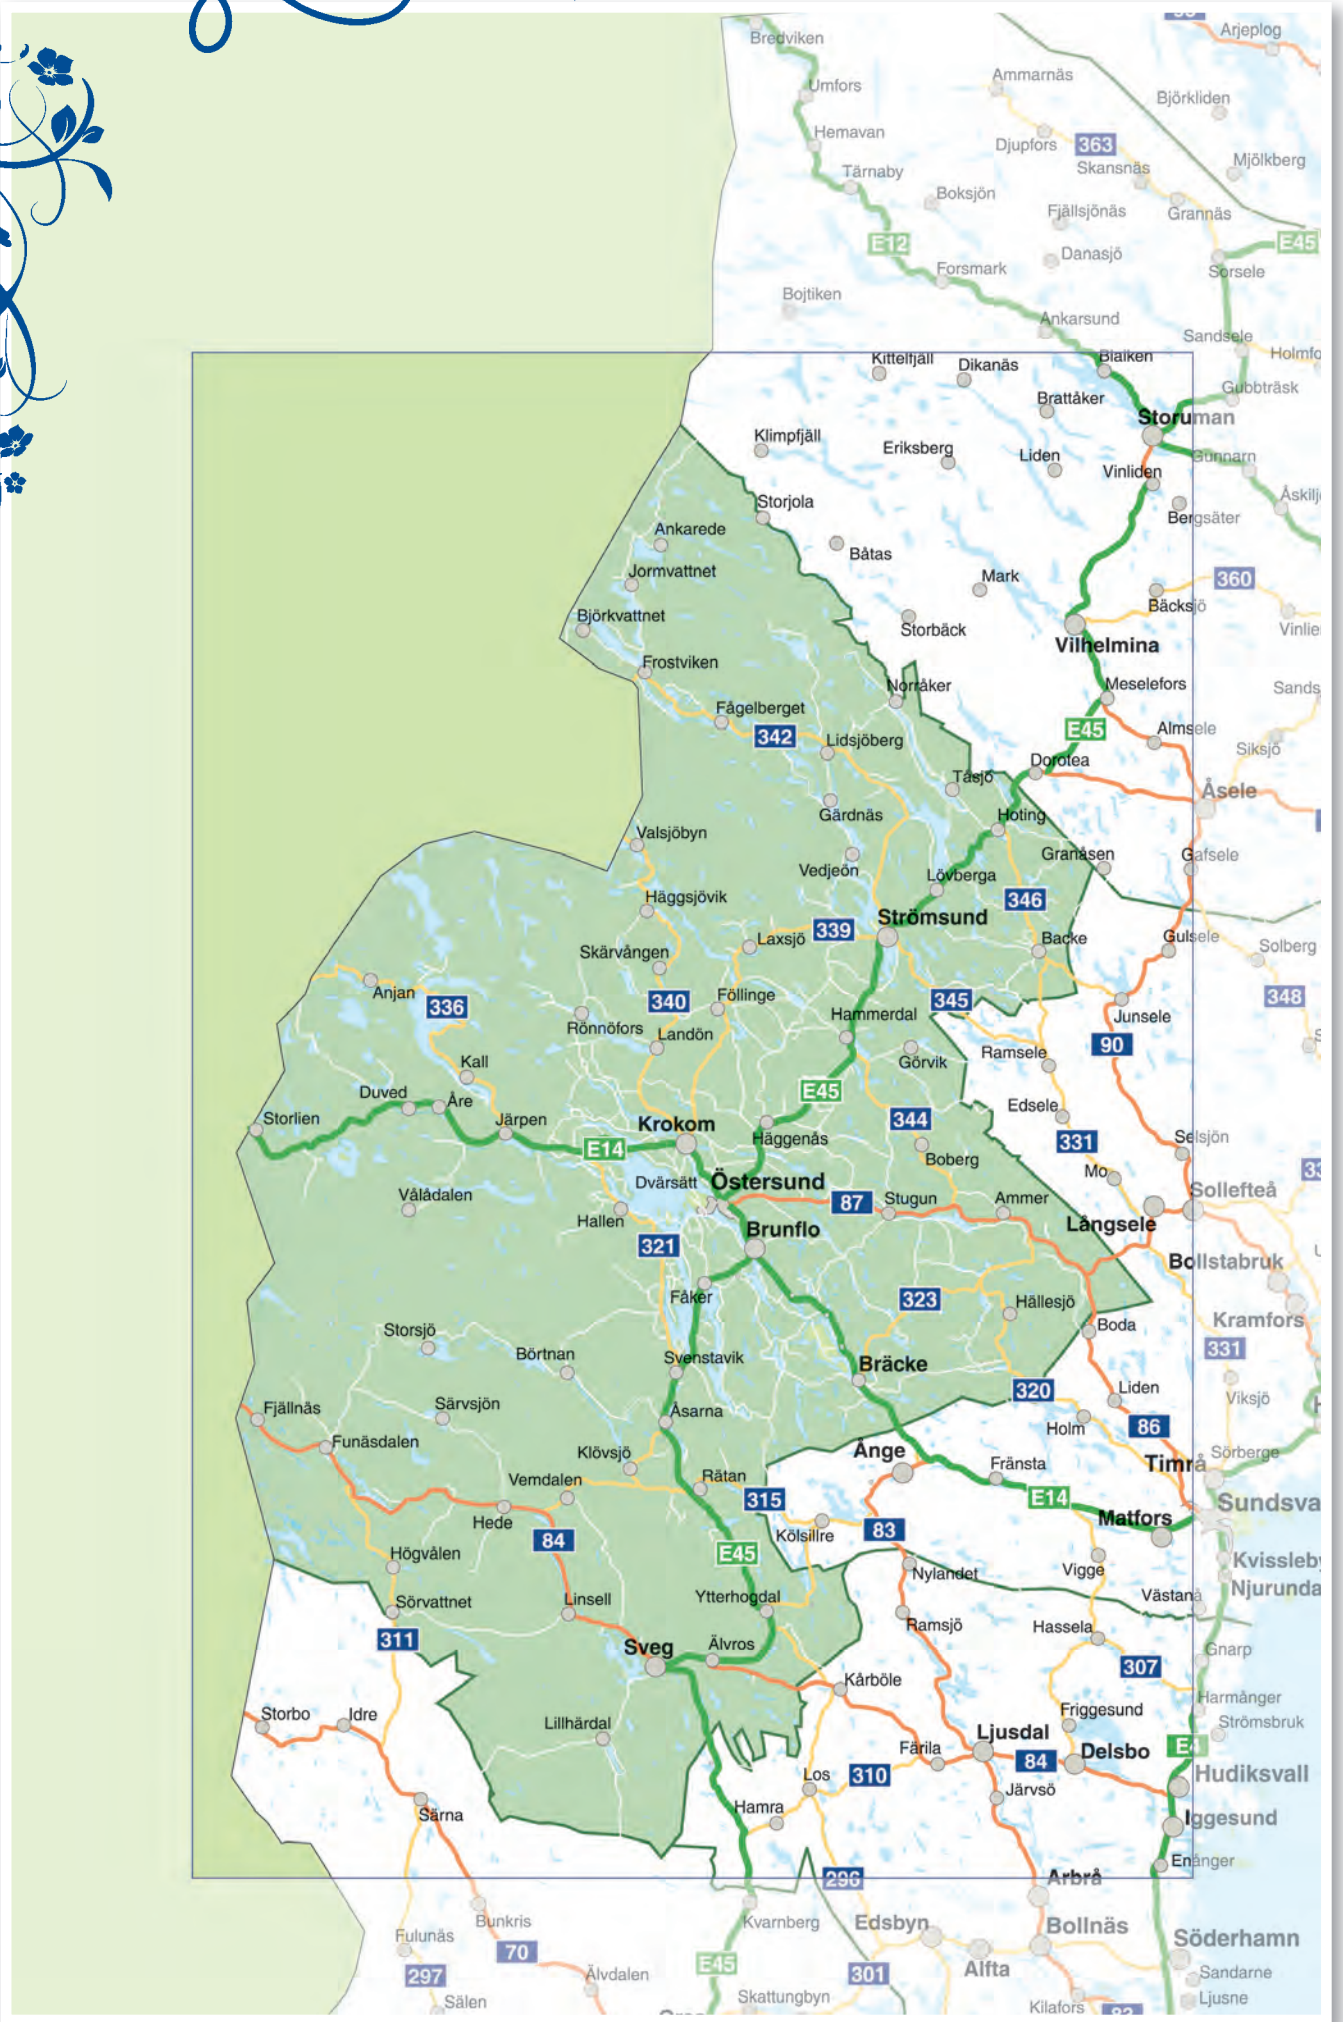 Arjeplog
Bredviken
Ammarnäs
Umfors
Björkliden
Hemavan
Djupfors
363
Skansnäs
Mjölkberg
Tärnaby
Boksjön
Fjällsjönäs
Grannäs
E12
E45
Danasjö
Forsmark
Sorsele
Bojtiken
Ankarsund
Sandsele
Holmfo
Kittelfjäll
Dikanäs
Blaiken
Gubbträsk
Brattåker
Storuman
Klimpfjäll
Eriksberg
Liden
Gunnarn
Vinliden
Storjola
Åskilj
Bergsäter
Ankarede
Båtas
Jormvattnet
Mark
360
Bäcksjö
Björkvattnet
Storbäck
Vinlie
Vilhelmina
Frostviken
Norråker
Meselefors
Sands
Fågelberget
342
Lidsjöberg
E45
Almsele
Siksjö
Dorotea
Tåsjö
Åsele
Gärdnäs
Hoting
Valsjöbyn
Vedjeön
Granåsen
Gafsele
Lövberga
Häggsjövik
346
Strömsund
339
Laxsjö
Backe
Gulsele
Solberg
Skärvången
Anjan
336
340
Föllinge
345
348
Rönnöfors
Landön
Hammerdal
Junsele
Görvik
Ramsele
90
Kall
Duved
Åre
E45
Edsele
Storlien
Järpen
Krokom
344
331
Selsjön
E14
Häggenås
Boberg
Mo
33
Dvärsätt
Östersund
Vålådalen
87
Stugun
Ammer
Sollefteå
Hallen
Långsele
321
Brunflo
Bollstabruk
Fåker
323
Hällesjö
Kramfors
Storsjö
Boda
Börtnan
Svenstavik
Bräcke
331
320
Liden
Viksjö
Fjällnäs
Särvsjön
Åsarna
Holm
86
Funäsdalen
Klövsjö
Ånge
Sörberge
Fränsta
Timrå
Vemdalen
Rätan
315
E14
Sundsva
Hede
Kölsillre
83
Matfors
84
E45
Högvålen
Nylandet
Vigge
Kvissleby
Njurunda
Sörvattnet
Linsell
Ytterhogdal
Västanå
311
Ramsjö
Hassela
Sveg
Älvros
Gnarp
307
Kårböle
Storbo
Idre
Harmånger
Lillhärdal
Friggesund
Strömsbruk
Ljusdal
Färila
84
Delsbo
E4
Los
310
Hudiksvall
Järvsö
Särna
Hamra
Iggesund
Enånger
296
Arbrå
Bunkris
Kvarnberg
Edsbyn
Bollnäs
Fulunäs
70
Söderhamn
E45
301
Alfta
297
Älvdalen
Sandarne
Sälen
Skattungbyn
Kilafors
Ljusne